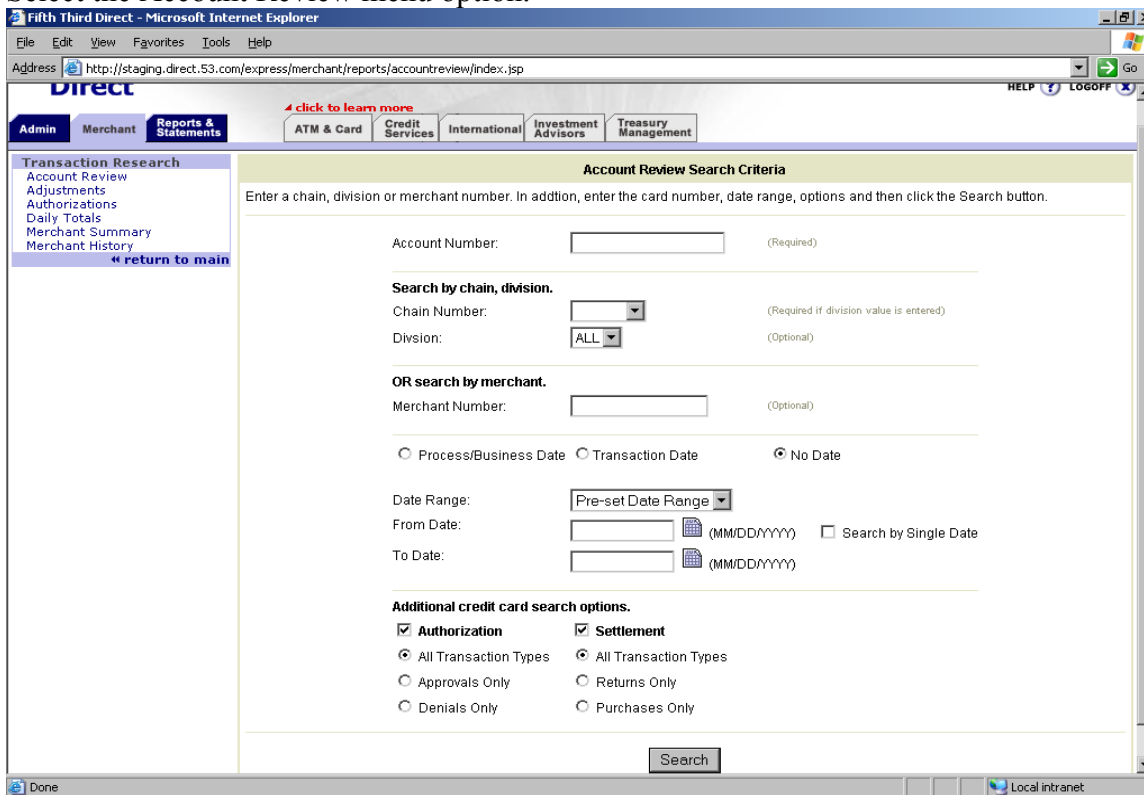 Select the Account Review menu option.
Fifth Third Direct - Microsoft Internet Explorer
File Edit View Favorites Tools Help
Address http://staging.direct.53.com/express/merchant/reports/accountreview/index.jsp Go
Direct HELP ? LOGOFF X
click to learn more
Admin Merchant Reports & Statements ATM & Card Credit Services International Investment Advisors Treasury Management
Transaction Research
Account Review
Adjustments
Authorizations
Daily Totals
Merchant Summary
Merchant History
« return to main
Account Review Search Criteria
Enter a chain, division or merchant number. In addtion, enter the card number, date range, options and then click the Search button.
Account Number: (Required)
Search by chain, division.
Chain Number: (Required if division value is entered)
Divsion: ALL (Optional)
OR search by merchant.
Merchant Number: (Optional)
Process/Business Date Transaction Date No Date
Date Range: Pre-set Date Range
From Date: (MM/DD/YYYY) Search by Single Date
To Date: (MM/DD/YYYY)
Additional credit card search options.
Authorization Settlement
All Transaction Types All Transaction Types
Approvals Only Returns Only
Denials Only Purchases Only
Search
Done Local intranet